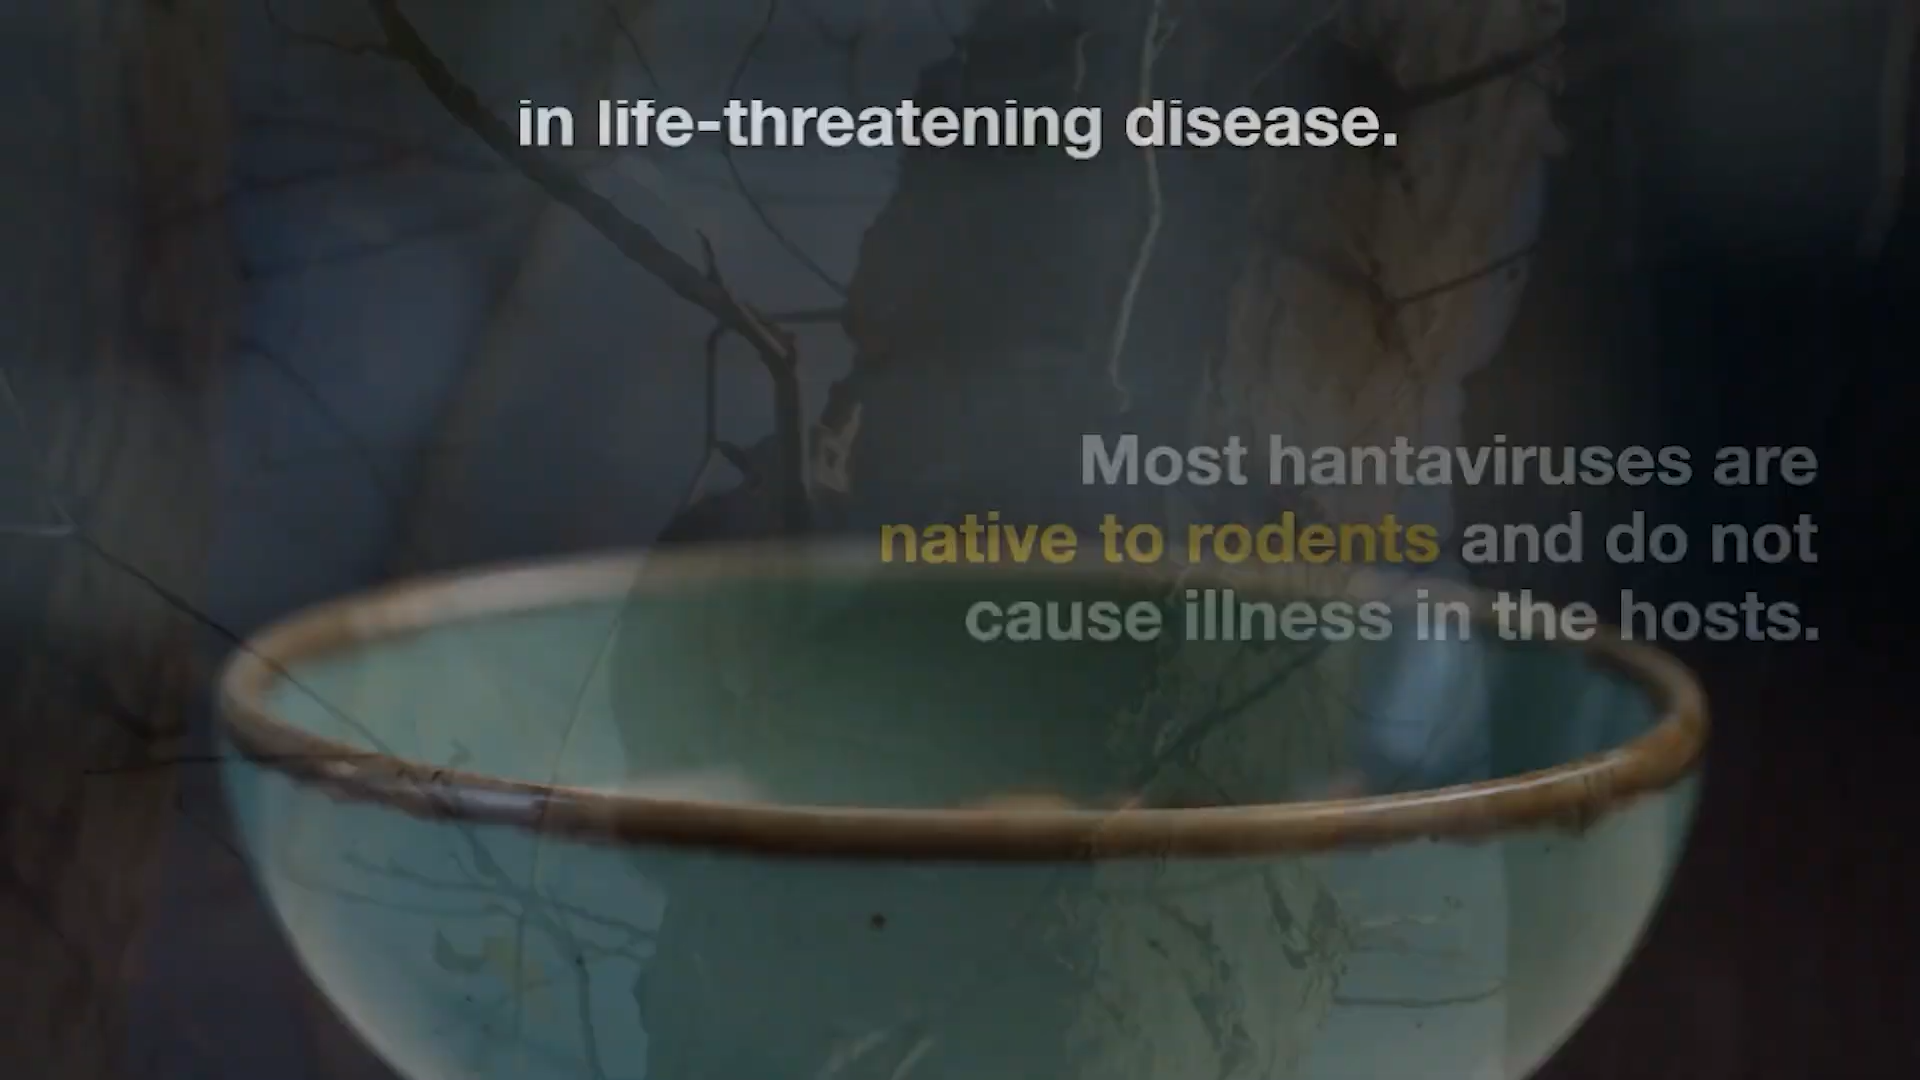 in life-threatening disease.
Most hantaviruses are
native to rodents and do not
cause illness in the hosts.